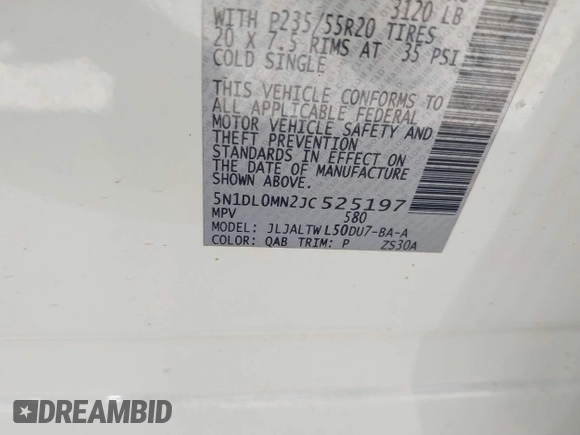 3120 LB
WITH P235/55R20 TIRES
20 X 7.5 RIMS AT 35 PSI
COLD SINGLE
THIS VEHICLE CONFORMS TO
ALL APPLICABLE FEDERAL
MOTOR VEHICLE SAFETY AND
THEFT PREVENTION
STANDARDS IN EFFECT ON
THE DATE OF MANUFACTURE
SHOWN ABOVE.
5N1DL0MN2JC525197
MPV 580
MODEL: JLJALTWL50DU7-BA-A
COLOR: QAB TRIM: P ZS30A
DREAMBID